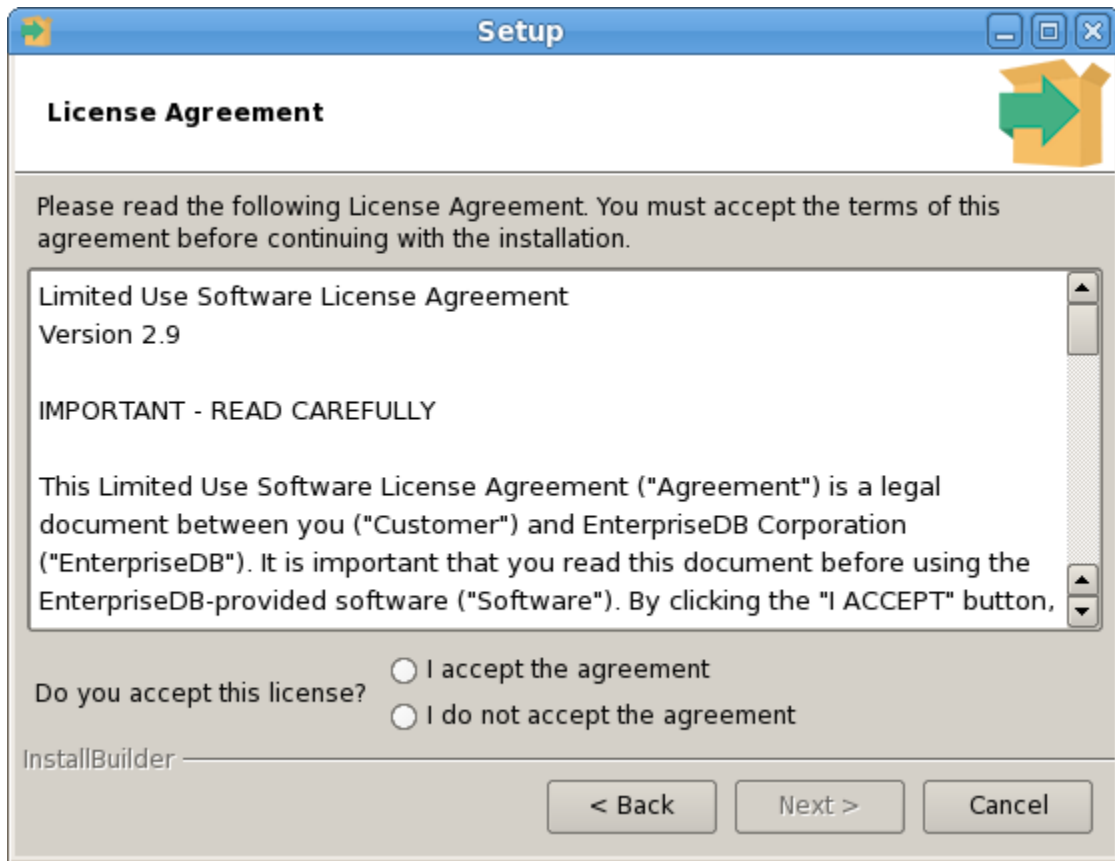 Setup
License Agreement
Please read the following License Agreement. You must accept the terms of this
agreement before continuing with the installation.
Limited Use Software License Agreement
Version 2.9
IMPORTANT - READ CAREFULLY
This Limited Use Software License Agreement ("Agreement") is a legal
document between you ("Customer") and EnterpriseDB Corporation
("EnterpriseDB"). It is important that you read this document before using the
EnterpriseDB-provided software ("Software"). By clicking the "I ACCEPT" button,
Do you accept this license?
I accept the agreement
I do not accept the agreement
InstallBuilder
< Back
Next >
Cancel